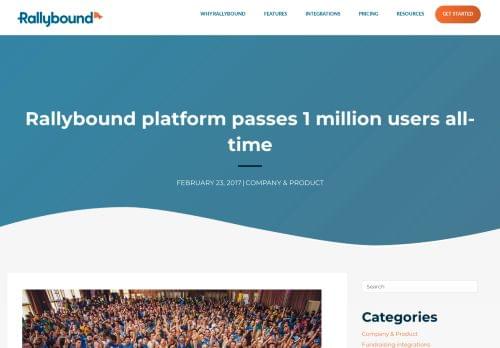 Rallybound
WHY RALLYBOUND
FEATURES
INTEGRATIONS
PRICING
RESOURCES
GET STARTED
Rallybound platform passes 1 million users all-
time
FEBRUARY 23, 2017 | COMPANY & PRODUCT
Search
Categories
Company & Product
Fundraising integrations